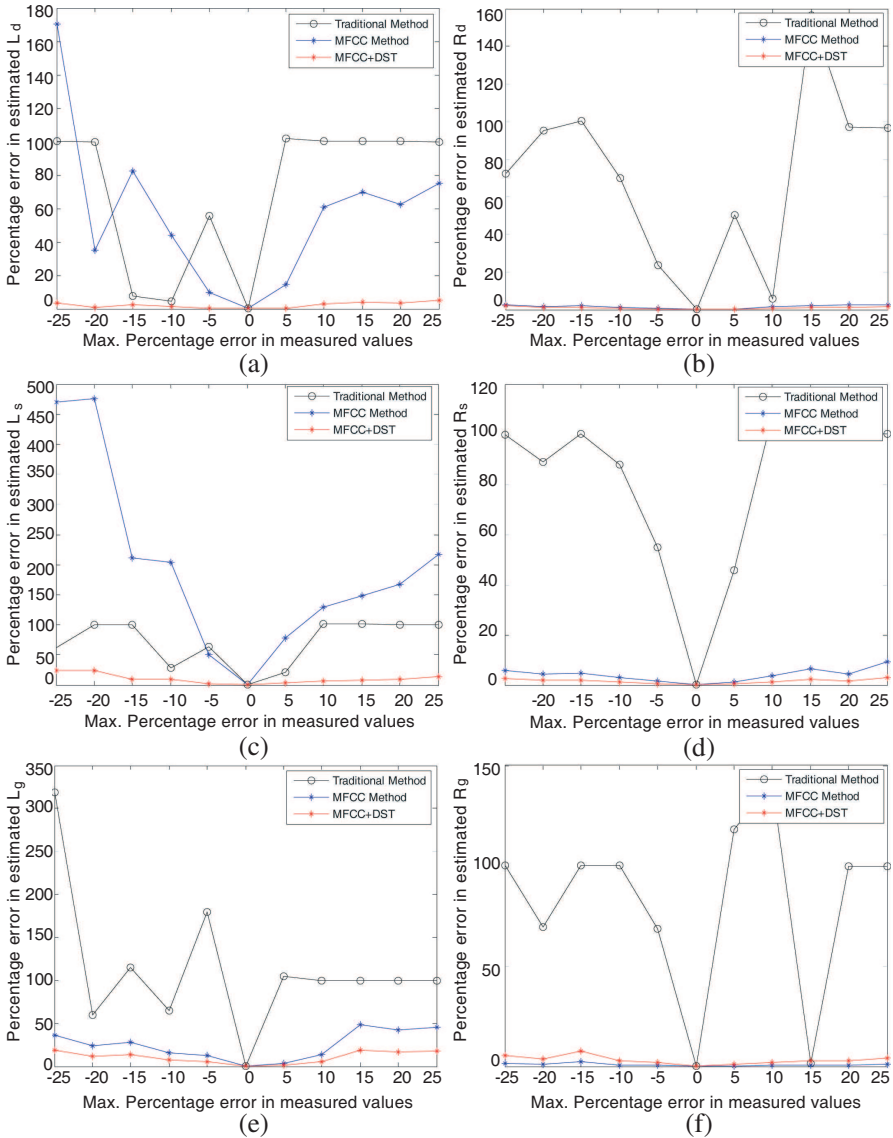 180
160
140
120
100
80
60
40
20
0
-25 -20 -15 -10 -5 0 5 10 15 20 25
Percentage error in estimated L d
Max. Percentage error in measured values
Traditional Method
MFCC Method
MFCC+DST
(a)
160
140
120
100
80
60
40
20
0
-25 -20 -15 -10 -5 0 5 10 15 20 25
Percentage error in estimated R d
Max. Percentage error in measured values
Traditional Method
MFCC Method
MFCC+DST
(b)
500
450
400
350
300
250
200
150
100
50
0
-25 -20 -15 -10 -5 0 5 10 15 20 25
Percentage error in estimated L s
Max. Percentage error in measured values
Traditional Method
MFCC Method
MFCC+DST
(c)
120
100
80
60
40
20
0
-25 -20 -15 -10 -5 0 5 10 15 20 25
Percentage error in estimated R s
Max. Percentage error in measured values
Traditional Method
MFCC Method
MFCC+DST
(d)
350
300
250
200
150
100
50
0
-25 -20 -15 -10 -5 0 5 10 15 20 25
Percentage error in estimated L g
Max. Percentage error in measured values
Traditional Method
MFCC Method
MFCC+DST
(e)
150
100
50
0
-25 -20 -15 -10 -5 0 5 10 15 20 25
Percentage error in estimated R g
Max. Percentage error in measured values
Traditional Method
MFCC Method
MFCC+DST
(f)